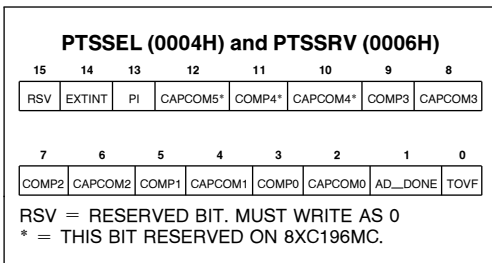 PTSSEL (0004H) and PTSSRV (0006H)
15 14 13 12 11 10 9 8
RSV EXTINT PI CAPCOM5* COMP4* CAPCOM4* COMP3 CAPCOM3
7 6 5 4 3 2 1 0
COMP2 CAPCOM2 COMP1 CAPCOM1 COMP0 CAPCOM0 AD__DONE TOVF
RSV = RESERVED BIT. MUST WRITE AS 0
* = THIS BIT RESERVED ON 8XC196MC.